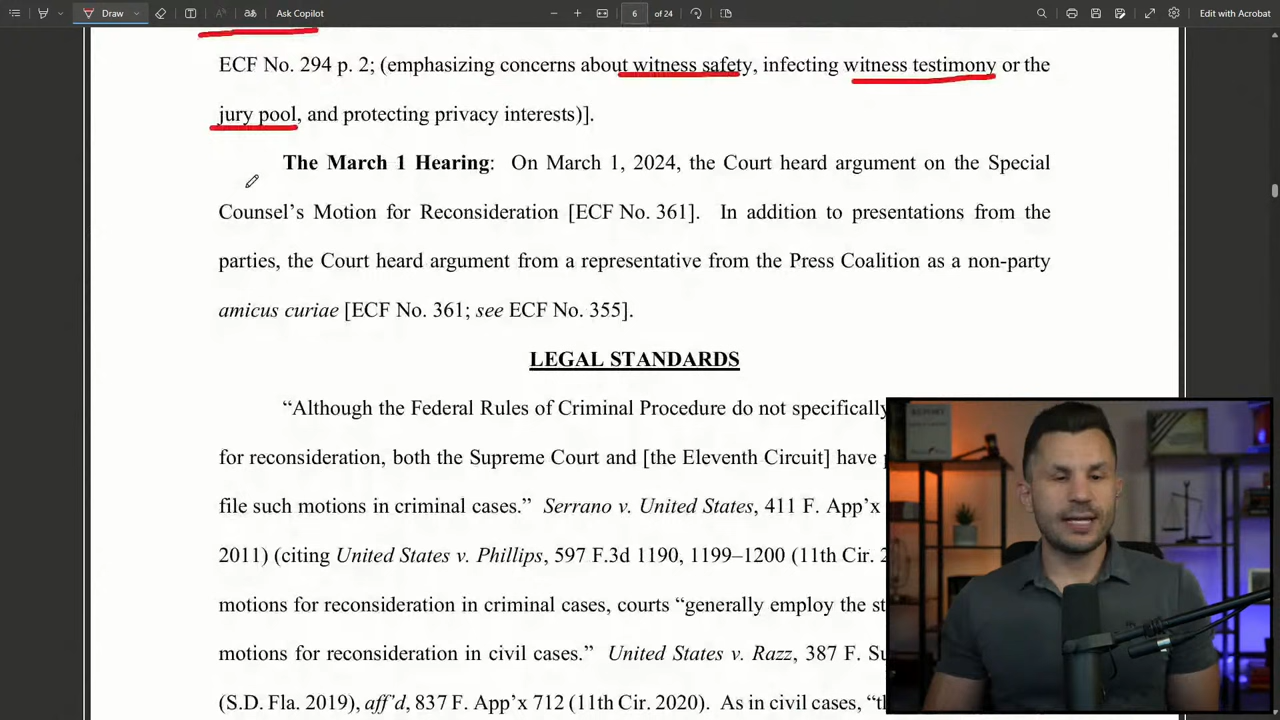 Draw
Ask Copilot
6 of 24
Edit with Acrobat
ECF No. 294 p. 2; (emphasizing concerns about witness safety, infecting witness testimony or the
jury pool, and protecting privacy interests)].
The March 1 Hearing: On March 1, 2024, the Court heard argument on the Special
Counsel’s Motion for Reconsideration [ECF No. 361]. In addition to presentations from the
parties, the Court heard argument from a representative from the Press Coalition as a non-party
amicus curiae [ECF No. 361; see ECF No. 355].
LEGAL STANDARDS
“Although the Federal Rules of Criminal Procedure do not specifically
for reconsideration, both the Supreme Court and [the Eleventh Circuit] have
file such motions in criminal cases.” Serrano v. United States, 411 F. App’x
2011) (citing United States v. Phillips, 597 F.3d 1190, 1199–1200 (11th Cir.
motions for reconsideration in criminal cases, courts “generally employ the
motions for reconsideration in civil cases.” United States v. Razz, 387 F.
(S.D. Fla. 2019), aff’d, 837 F. App’x 712 (11th Cir. 2020). As in civil cases,